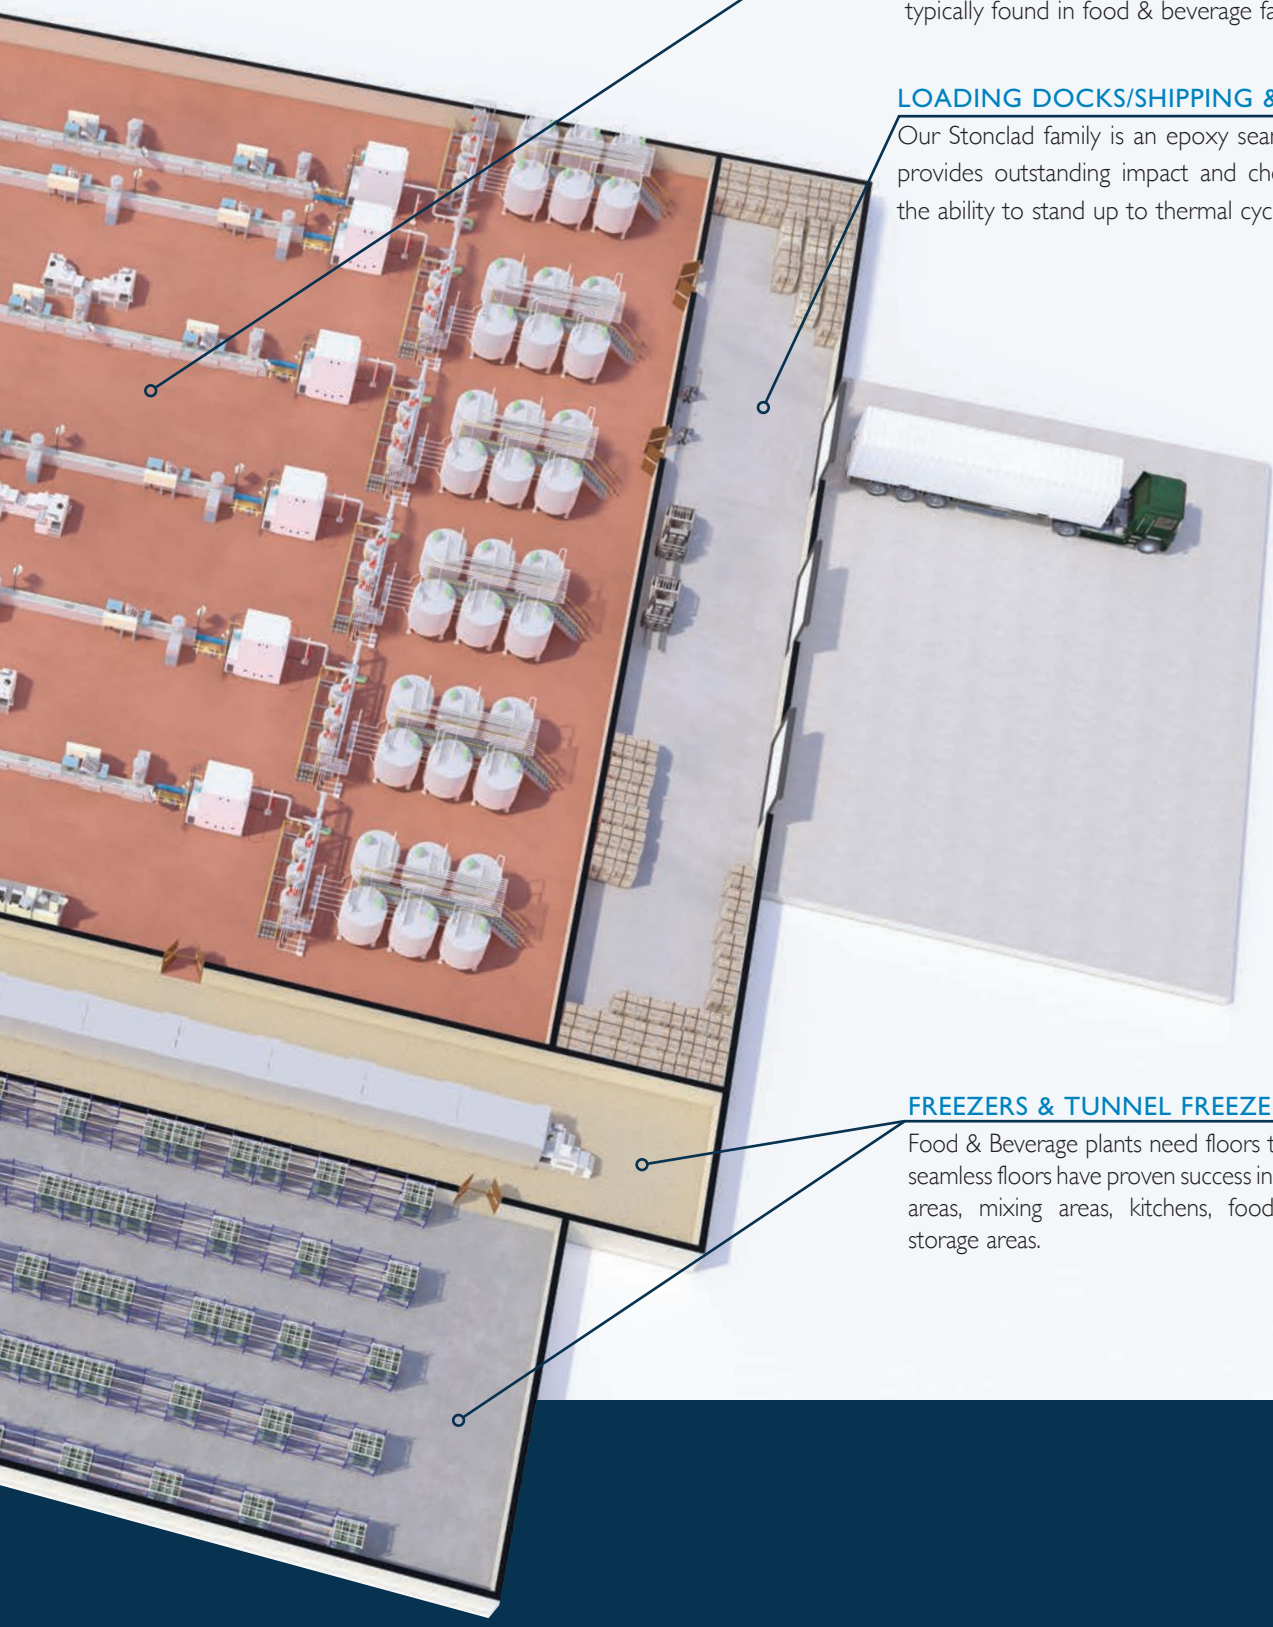 typically found in food & beverage fa
LOADING DOCKS/SHIPPING &
Our Stonclad family is an epoxy sea
provides outstanding impact and che
the ability to stand up to thermal cyc
FREEZERS & TUNNEL FREEZE
Food & Beverage plants need floors t
seamless floors have proven success in
areas, mixing areas, kitchens, food
storage areas.